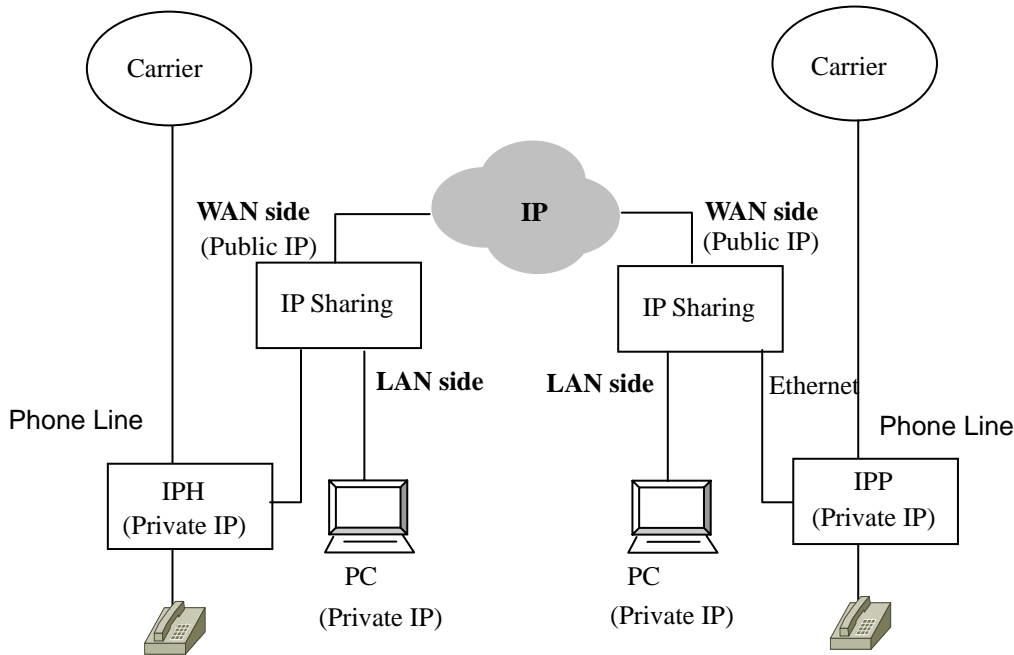 Carrier
Carrier
IP
WAN side
(Public IP)
WAN side
(Public IP)
IP Sharing
IP Sharing
LAN side
LAN side
Ethernet
Phone Line
Phone Line
IPH
(Private IP)
IPP
(Private IP)
PC
(Private IP)
PC
(Private IP)